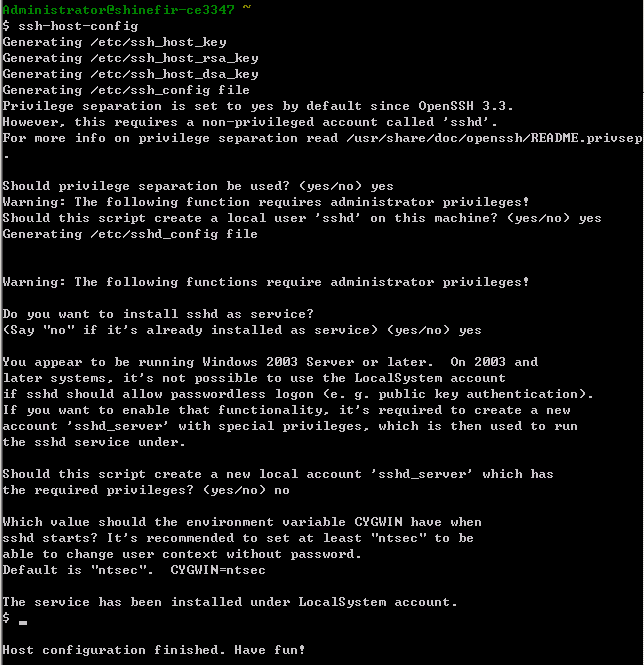 Administrator@shinefir-ce3347 ~
$ ssh-host-config
Generating /etc/ssh_host_key
Generating /etc/ssh_host_rsa_key
Generating /etc/ssh_host_dsa_key
Generating /etc/ssh_config file
Privilege separation is set to yes by default since OpenSSH 3.3.
However, this requires a non-privileged account called 'sshd'.
For more info on privilege separation read /usr/share/doc/openssh/README.privsep
.
Should privilege separation be used? (yes/no) yes
Warning: The following function requires administrator privileges!
Should this script create a local user 'sshd' on this machine? (yes/no) yes
Generating /etc/sshd_config file
Warning: The following functions require administrator privileges!
Do you want to install sshd as service?
(Say "no" if it's already installed as service) (yes/no) yes
You appear to be running Windows 2003 Server or later.  On 2003 and
later systems, it's not possible to use the LocalSystem account
if sshd should allow passwordless logon (e. g. public key authentication).
If you want to enable that functionality, it's required to create a new
account 'sshd_server' with special privileges, which is then used to run
the sshd service under.
Should this script create a new local account 'sshd_server' which has
the required privileges? (yes/no) no
Which value should the environment variable CYGWIN have when
sshd starts? It's recommended to set at least "ntsec" to be
able to change user context without password.
Default is "ntsec".  CYGWIN=ntsec
The service has been installed under LocalSystem account.
$ _
Host configuration finished. Have fun!